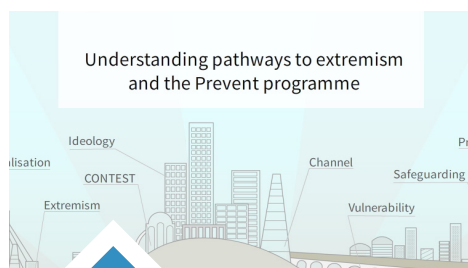 Understanding pathways to extremism
and the Prevent programme
Ideology
Channel
CONTEST
Safeguarding
Extremism
Vulnerability